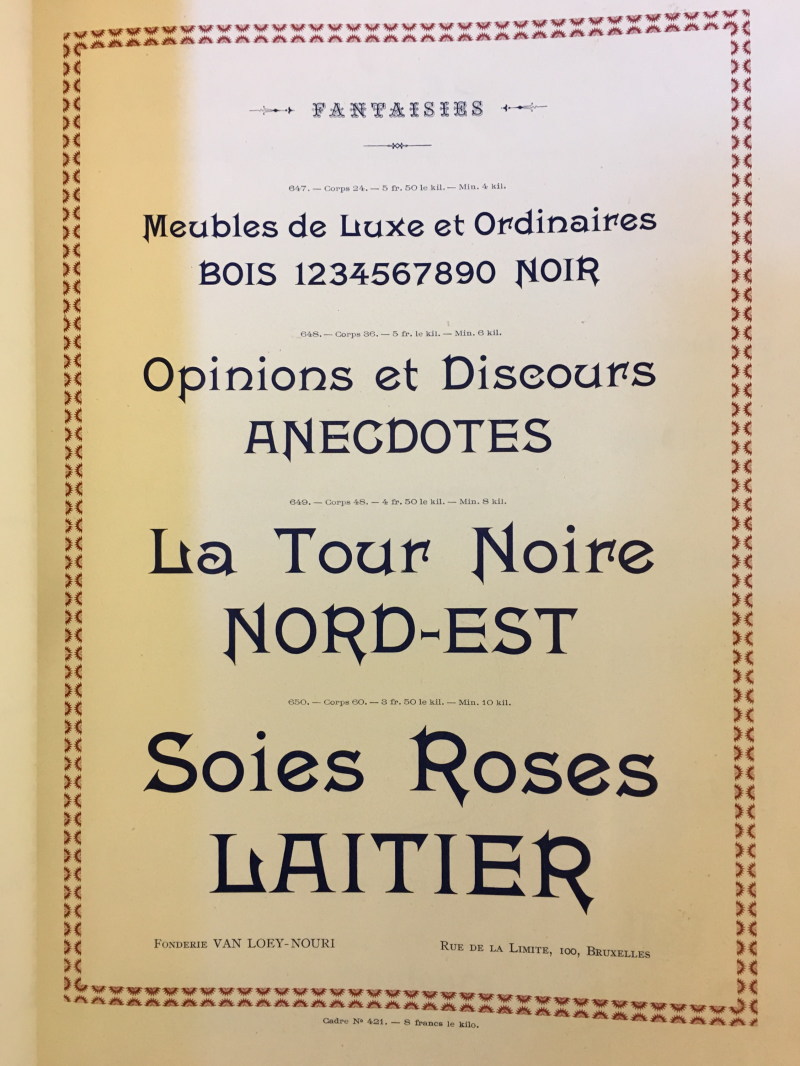 FANTAISIES
647. — Corps 24. — 5 fr. 50 le kil. — Min. 4 kil.
Meubles de Luxe et Ordinaires
BOIS 1234567890 NOIR
648. — Corps 36. — 5 fr. le kil. — Min. 6 kil.
Opinions et Discours
ANECDOTES
649. — Corps 48. — 4 fr. 50 le kil. — Min. 8 kil.
La Tour Noire
NORD-EST
650. — Corps 60. — 3 fr. 50 le kil. — Min. 10 kil.
Soies Roses
LAITIER
Fonderie VAN LOEY-NOURI
Rue de la Limite, 100, Bruxelles
Cadre Nº 421. — 8 francs le kilo.